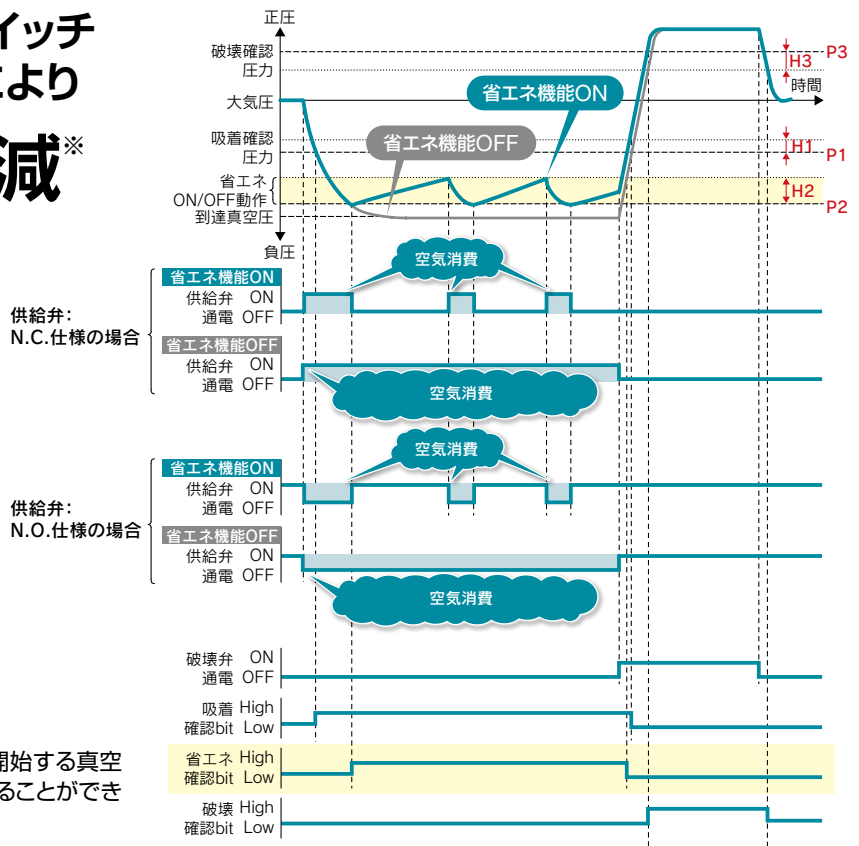 イッチ
により
減※
正圧
破壊確認
圧力
大気圧
吸着確認
圧力
省エネ
ON/OFF動作
到達真空圧
負圧
省エネ機能ON
省エネ機能OFF
P3
H3
時間
H1
P1
H2
P2
供給弁:
N.C.仕様の場合
省エネ機能ON
供給弁 ON
通電 OFF
空気消費
省エネ機能OFF
供給弁 ON
通電 OFF
空気消費
供給弁:
N.O.仕様の場合
省エネ機能ON
供給弁 ON
通電 OFF
空気消費
省エネ機能OFF
供給弁 ON
通電 OFF
空気消費
破壊弁 ON
通電 OFF
吸着 High
確認bit Low
開始する真空
ることができ
省エネ High
確認bit Low
破壊 High
確認bit Low